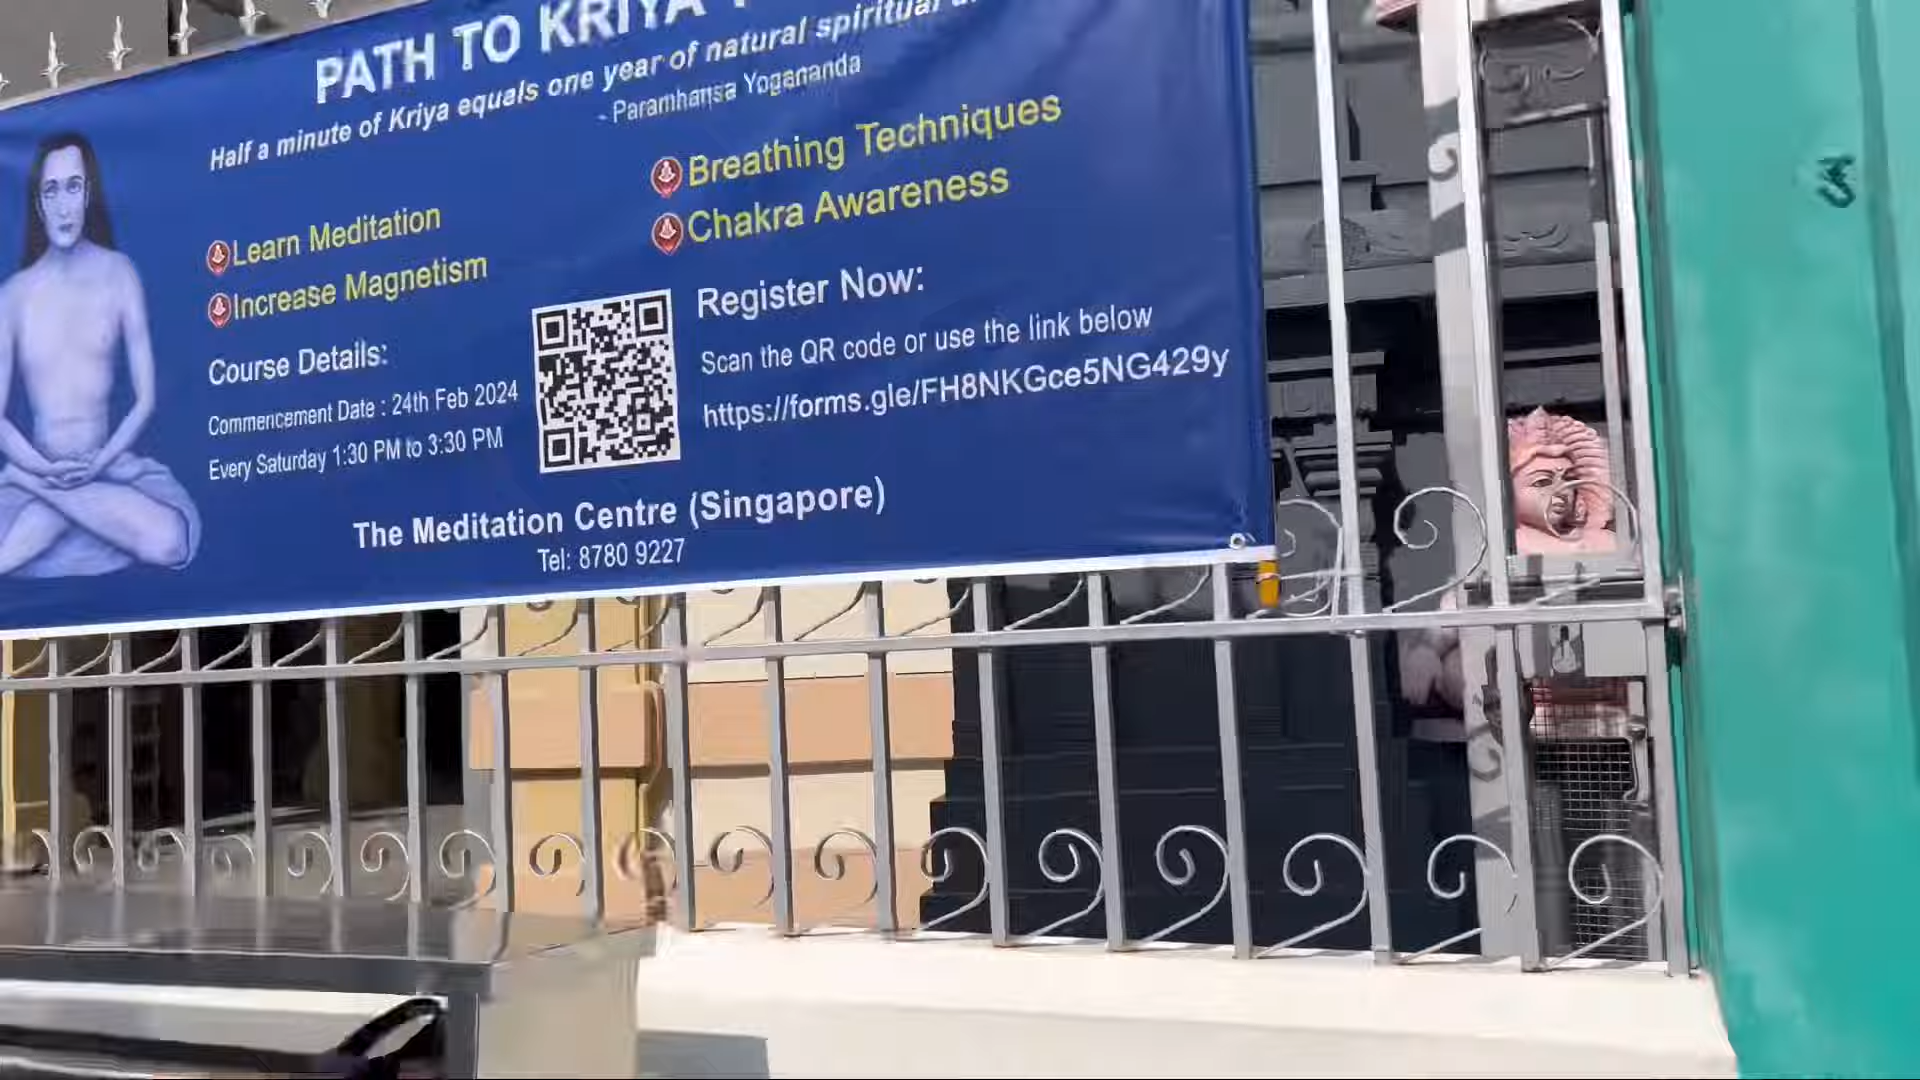 PATH TO KRIYA
Half a minute of Kriya equals one year of natural spiritual
- Paramhansa Yogananda
Learn Meditation
Increase Magnetism
Breathing Techniques
Chakra Awareness
Course Details:
Commencement Date : 24th Feb 2024
Every Saturday 1:30 PM to 3:30 PM
Register Now:
Scan the QR code or use the link below
https://forms.gle/FH8NKGce5NG429y
The Meditation Centre (Singapore)
Tel: 8780 9227